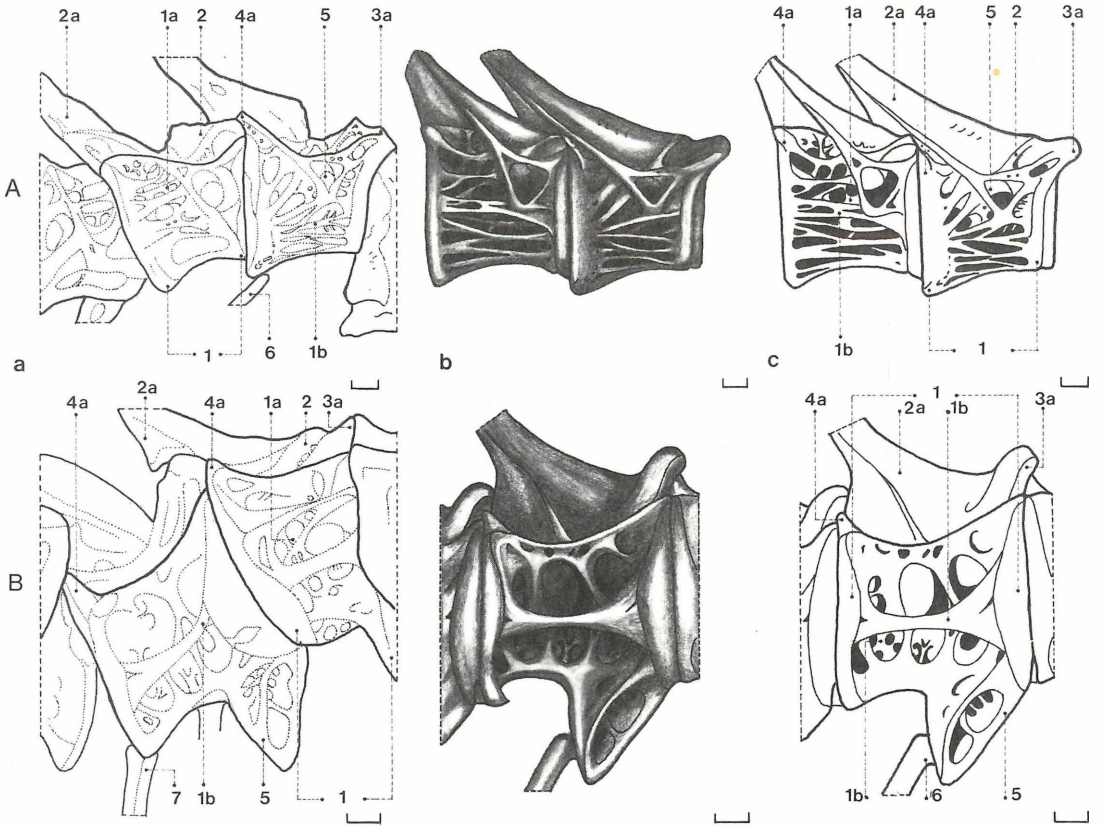 2a 1a 2 4a 5 3a
4a 1a 2a 4a 5 2 3a
A
1 6 1b
1b 1
a b c
4a 2a 4a 1a 2 3a
4a 1 2a 1b 3a
B
7 1b 5 1
1b 6 5